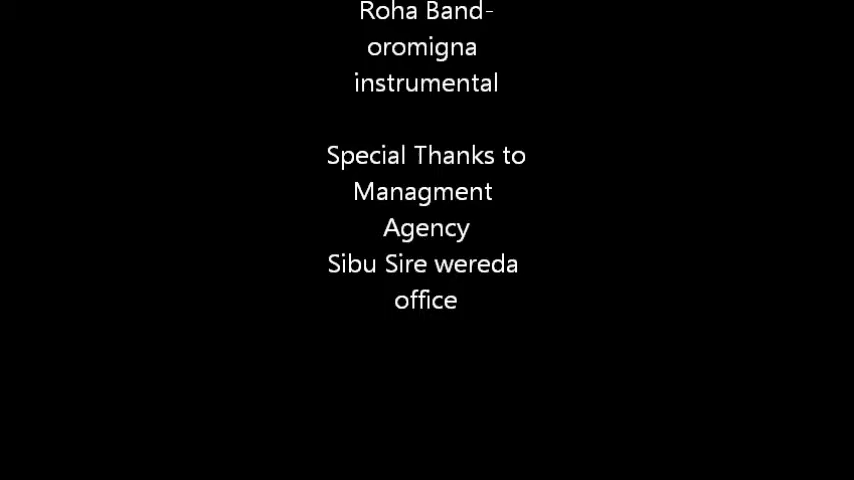 Roha Band-
oromigna
instrumental
Special Thanks to
Managment
Agency
Sibu Sire wereda
office